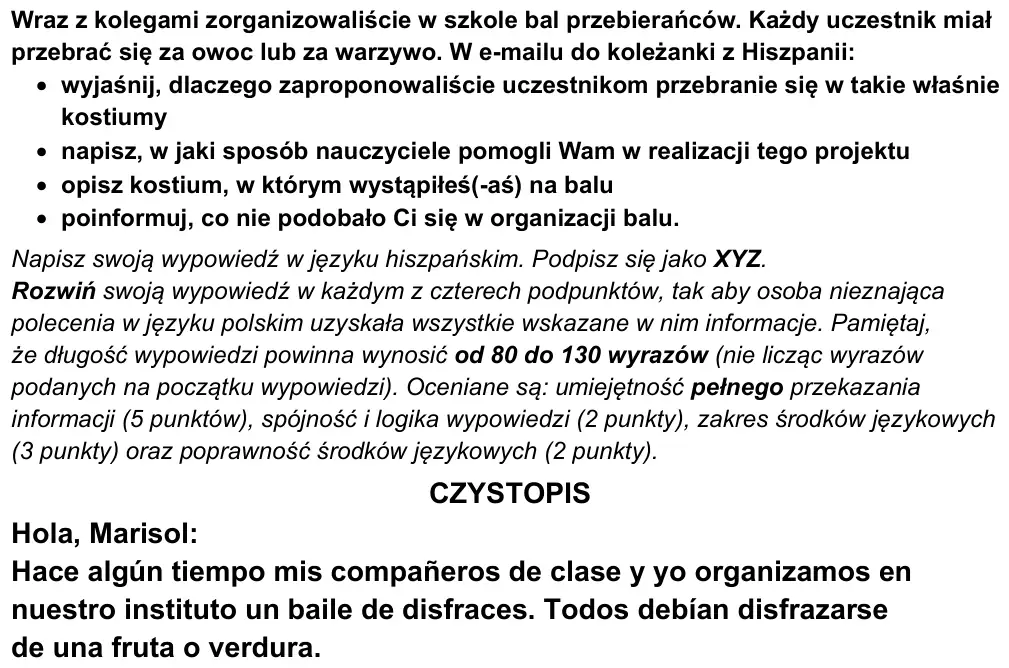 Wraz z kolegami zorganizowaliście w szkole bal przebierańców. Każdy uczestnik miał
przebrać się za owoc lub za warzywo. W e-mailu do koleżanki z Hiszpanii:
• wyjaśnij, dlaczego zaproponowaliście uczestnikom przebranie się w takie właśnie
kostiumy
• napisz, w jaki sposób nauczyciele pomogli Wam w realizacji tego projektu
• opisz kostium, w którym wystąpiłeś(-aś) na balu
• poinformuj, co nie podobało Ci się w organizacji balu.
Napisz swoją wypowiedź w języku hiszpańskim. Podpisz się jako XYZ.
Rozwiń swoją wypowiedź w każdym z czterech podpunktów, tak aby osoba nieznająca
polecenia w języku polskim uzyskała wszystkie wskazane w nim informacje. Pamiętaj,
że długość wypowiedzi powinna wynosić od 80 do 130 wyrazów (nie licząc wyrazów
podanych na początku wypowiedzi). Oceniane są: umiejętność pełnego przekazania
informacji (5 punktów), spójność i logika wypowiedzi (2 punkty), zakres środków językowych
(3 punkty) oraz poprawność środków językowych (2 punkty).
CZYSTOPIS
Hola, Marisol:
Hace algún tiempo mis compañeros de clase y yo organizamos en
nuestro instituto un baile de disfraces. Todos debían disfrazarse
de una fruta o verdura.